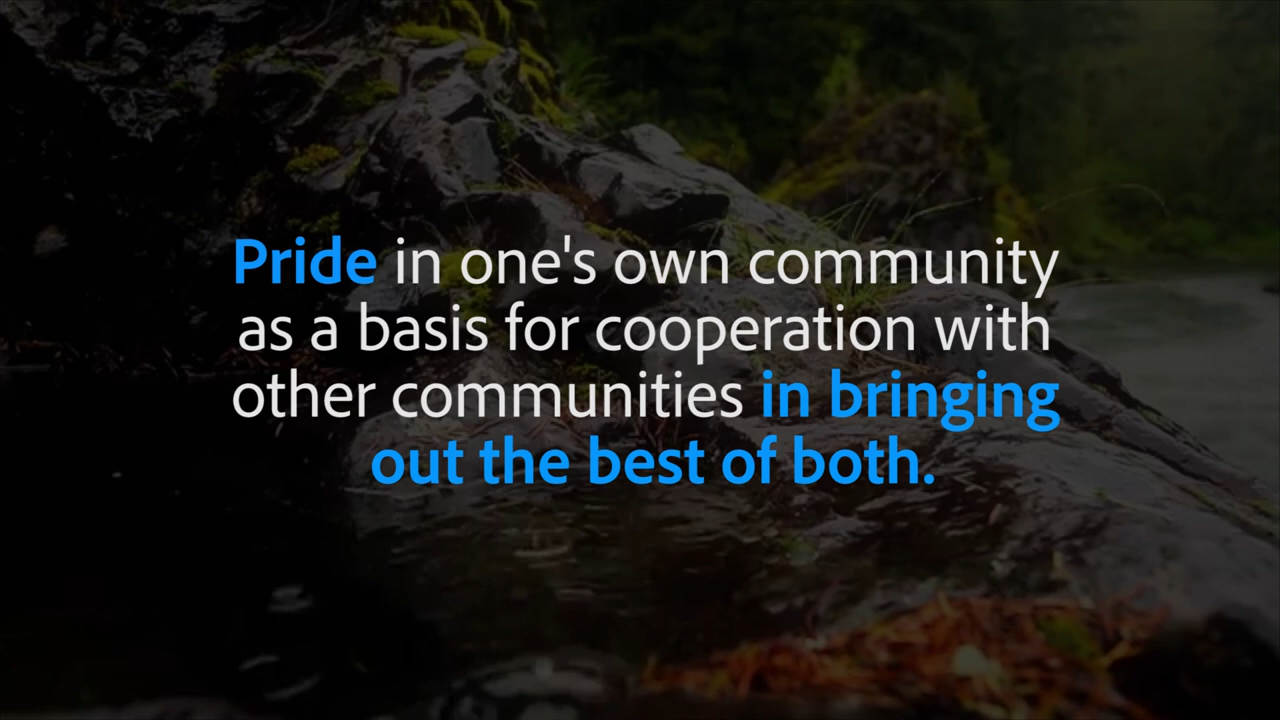 Pride in one's own community
as a basis for cooperation with
other communities in bringing
out the best of both.